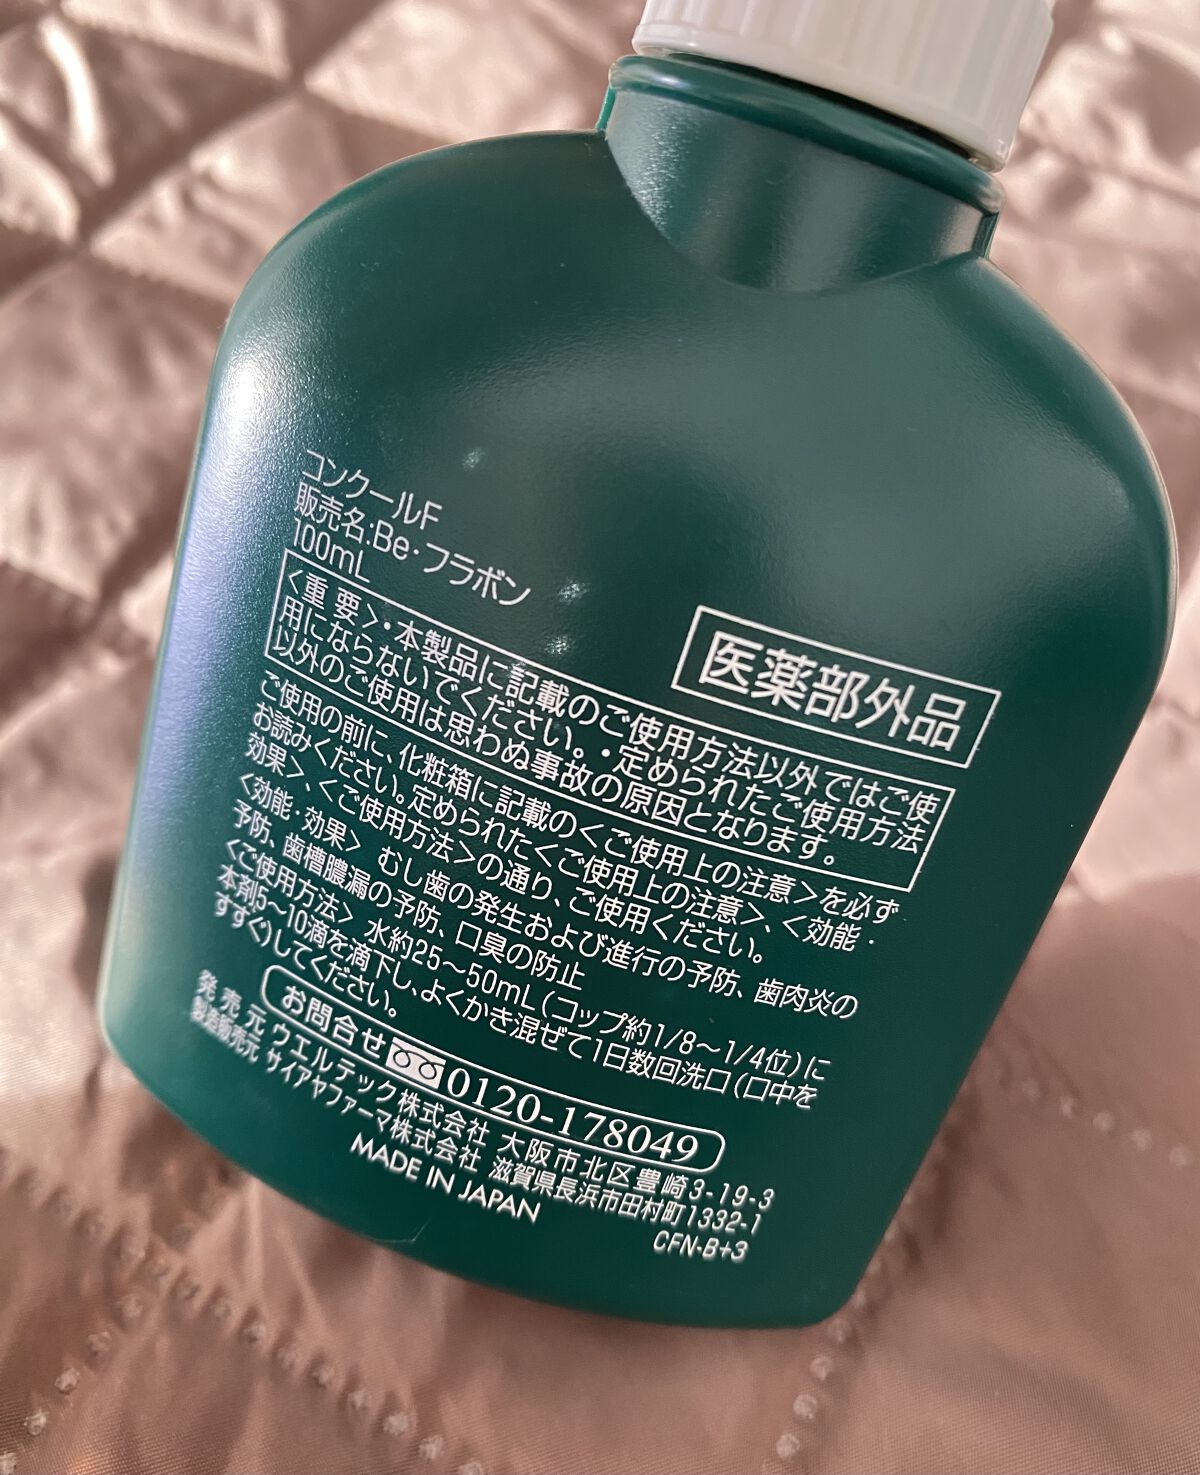 コンクールF
販売名:Be・フラボン
100mL
医薬部外品
<重要>・本製品に記載のご使用方法以外ではご使
用にならないでください。・定められたご使用方法
以外のご使用は思わぬ事故の原因となります。
ご使用の前に、化粧箱に記載の<ご使用上の注意>を必ず
お読みください。定められた<ご使用上の注意>、<効能・
効果>、<ご使用方法>の通り、ご使用ください。
<効能・効果> むし歯の発生および進行の予防、歯肉炎の
予防、歯槽膿漏の予防、口臭の防止
<ご使用方法> 水約25~50mL(コップ約1/8~1/4位)に
本剤5~10滴を滴下し、よくかき混ぜて1日数回洗口(口中を
すすぐ)してください。
お問合せ 0120-178049
発売元 ウエルテック株式会社 大阪市北区豊崎3-19-3
製造販売元 サイアヤファーマ株式会社 滋賀県長浜市田村町1332-1
MADE IN JAPAN
CFN-B+3